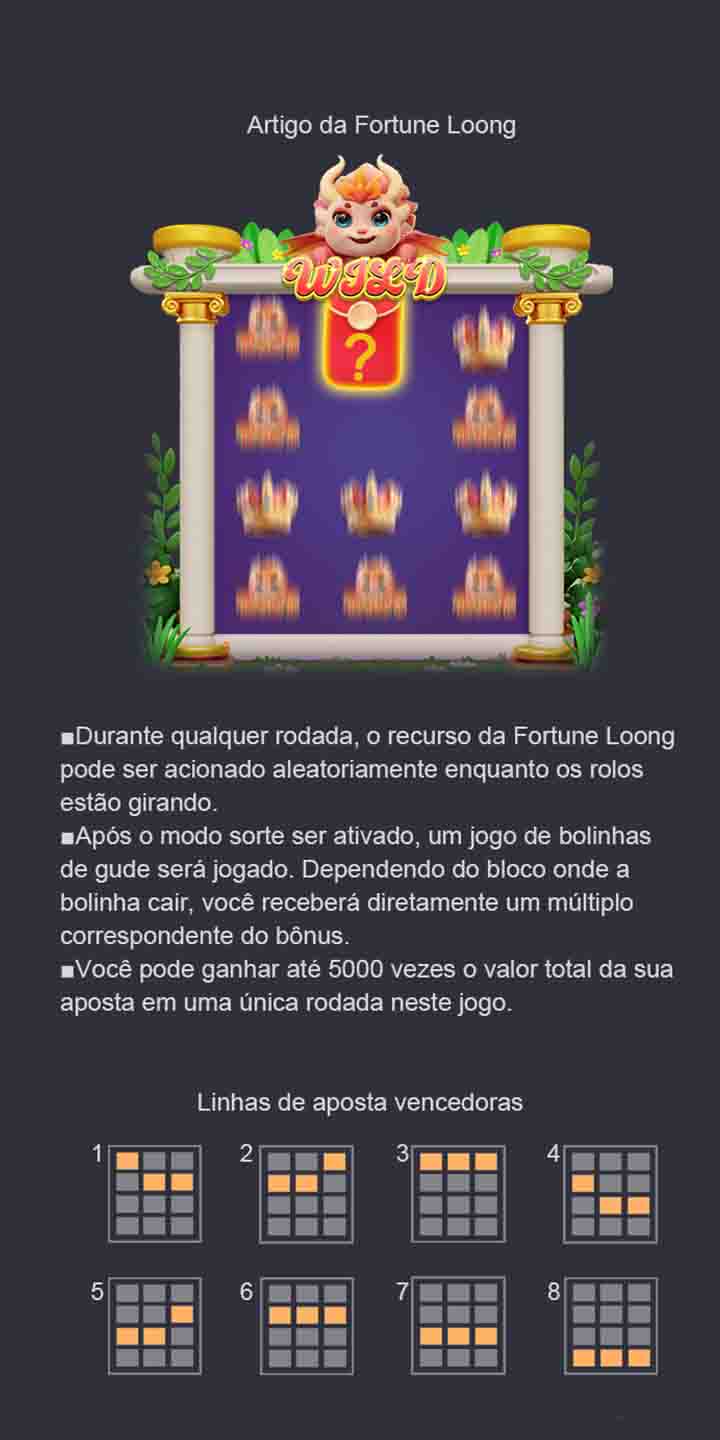 Artigo da Fortune Loong
WILD
?
■Durante qualquer rodada, o recurso da Fortune Loong
pode ser acionado aleatoriamente enquanto os rolos
estão girando.
■Após o modo sorte ser ativado, um jogo de bolinhas
de gude será jogado. Dependendo do bloco onde a
bolinha cair, você receberá diretamente um múltiplo
correspondente do bônus.
■Você pode ganhar até 5000 vezes o valor total da sua
aposta em uma única rodada neste jogo.
Linhas de aposta vencedoras
1 2 3 4
5 6 7 8